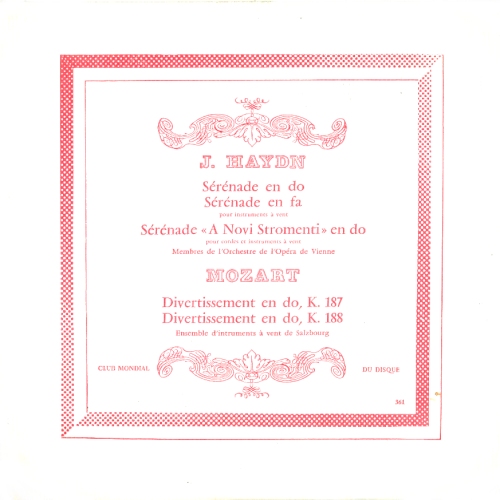 J. HAYDN
Sérénade en do
Sérénade en fa
pour instruments à vent
Sérénade «A Novi Stromenti» en do
pour cordes et instruments à vent
Membres de l'Orchestre de l'Opéra de Vienne
MOZART
Divertissement en do, K. 187
Divertissement en do, K. 188
Ensemble d'instruments à vent de Salzbourg
CLUB MONDIAL DU DISQUE
361